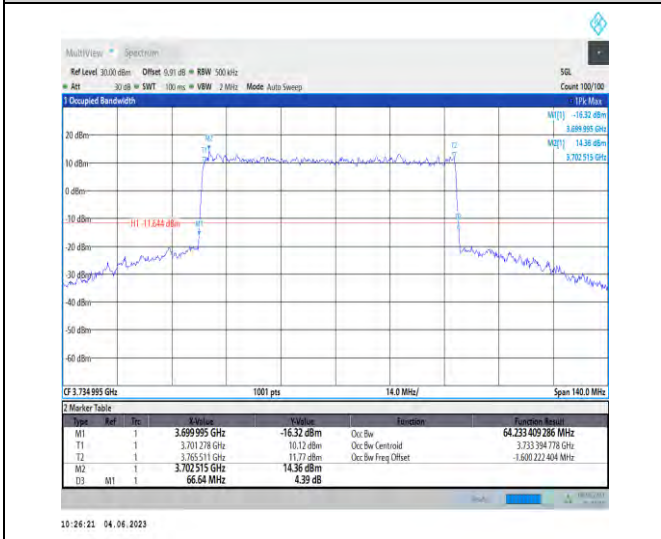 MultiView Spectrum
Ref Level 30.00 dBm Offset 9.91 dB RBW 500 kHz SGL
Att 30 dB SWT 100 ms VBW 2 MHz Mode Auto Sweep Count 100/100
1 Occupied Bandwidth 1Pk Max
M1[1] -16.32 dBm
3.699 995 GHz
M2[1] 14.36 dBm
3.702 515 GHz
20 dBm
M2
T1
T2
10 dBm
0 dBm
-10 dBm
H1 -11.644 dBm
M1
-20 dBm
-30 dBm
-40 dBm
-50 dBm
-60 dBm
CF 3.734 995 GHz 1001 pts 14.0 MHz/ Span 140.0 MHz
2 Marker Table
Type Ref Trc X-Value Y-Value Function Function Result
M1 1 3.699 995 GHz -16.32 dBm Occ Bw 64.233 409 286 MHz
T1 1 3.701 278 GHz 10.12 dBm Occ Bw Centroid 3.733 394 778 GHz
T2 1 3.765 511 GHz 11.77 dBm Occ Bw Freq Offset -1.600 222 404 MHz
M2 1 3.702 515 GHz 14.36 dBm
D3 M1 1 66.64 MHz 4.39 dB
10:26:21 04.06.2023